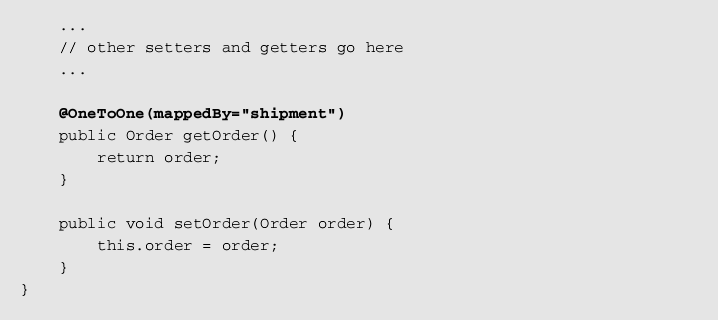 ...
// other setters and getters go here
...
@OneToOne(mappedBy="shipment")
public Order getOrder() {
return order;
}
public void setOrder(Order order) {
this.order = order;
}
}